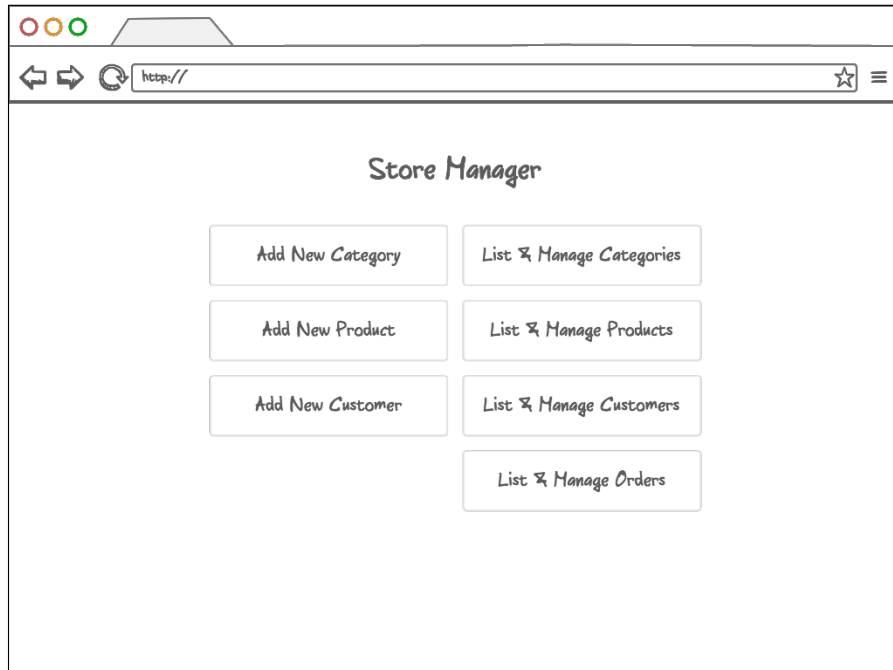 http://
Store Manager
Add New Category
List & Manage Categories
Add New Product
List & Manage Products
Add New Customer
List & Manage Customers
List & Manage Orders